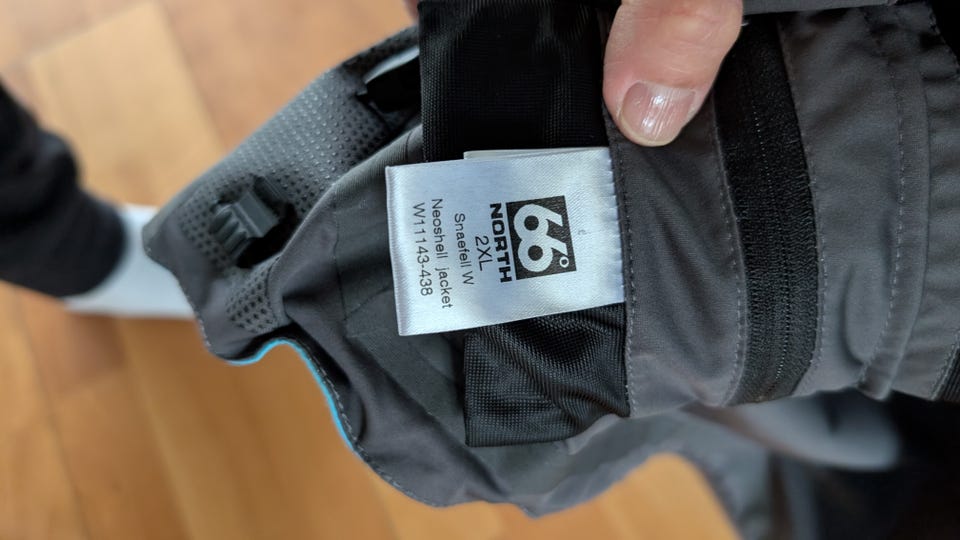 66°
NORTH
2XL
Snaefell W
Neoshell jacket
W11143-438